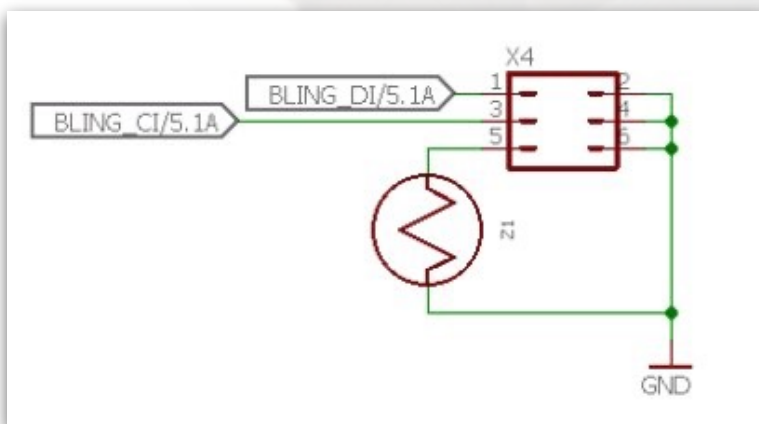 X4
1 2
BLING_DI/5.1A
3 4
BLING_CI/5.1A
5 6
Z1
GND